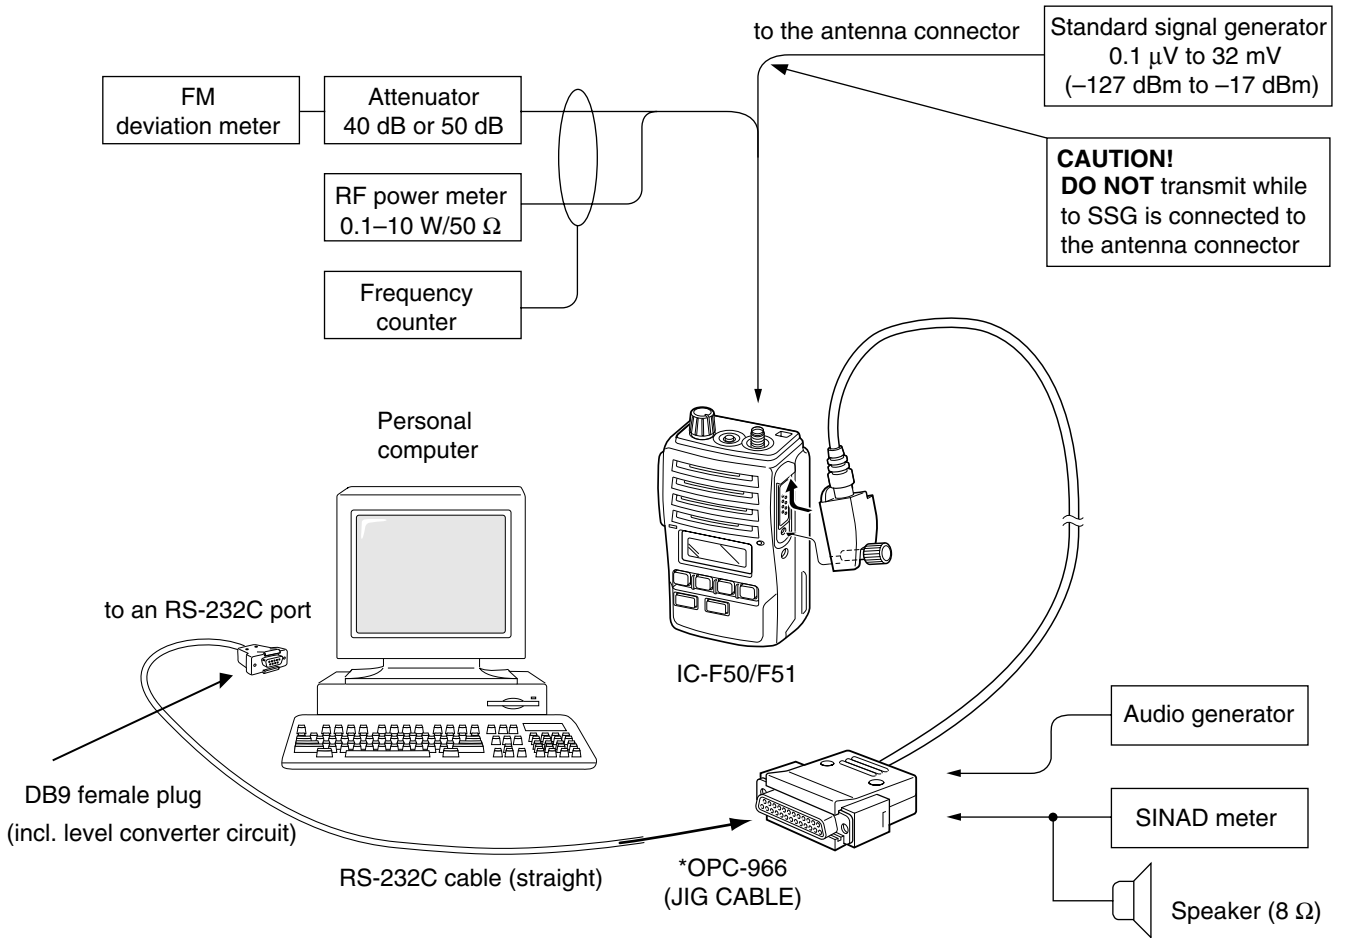 to the antenna connector
Standard signal generator
0.1 μV to 32 mV
(–127 dBm to –17 dBm)
FM
deviation meter
Attenuator
40 dB or 50 dB
CAUTION!
DO NOT transmit while
to SSG is connected to
the antenna connector
RF power meter
0.1–10 W/50 Ω
Frequency
counter
Personal
computer
to an RS-232C port
IC-F50/F51
Audio generator
DB9 female plug
(incl. level converter circuit)
SINAD meter
RS-232C cable (straight)
*OPC-966
(JIG CABLE)
Speaker (8 Ω)